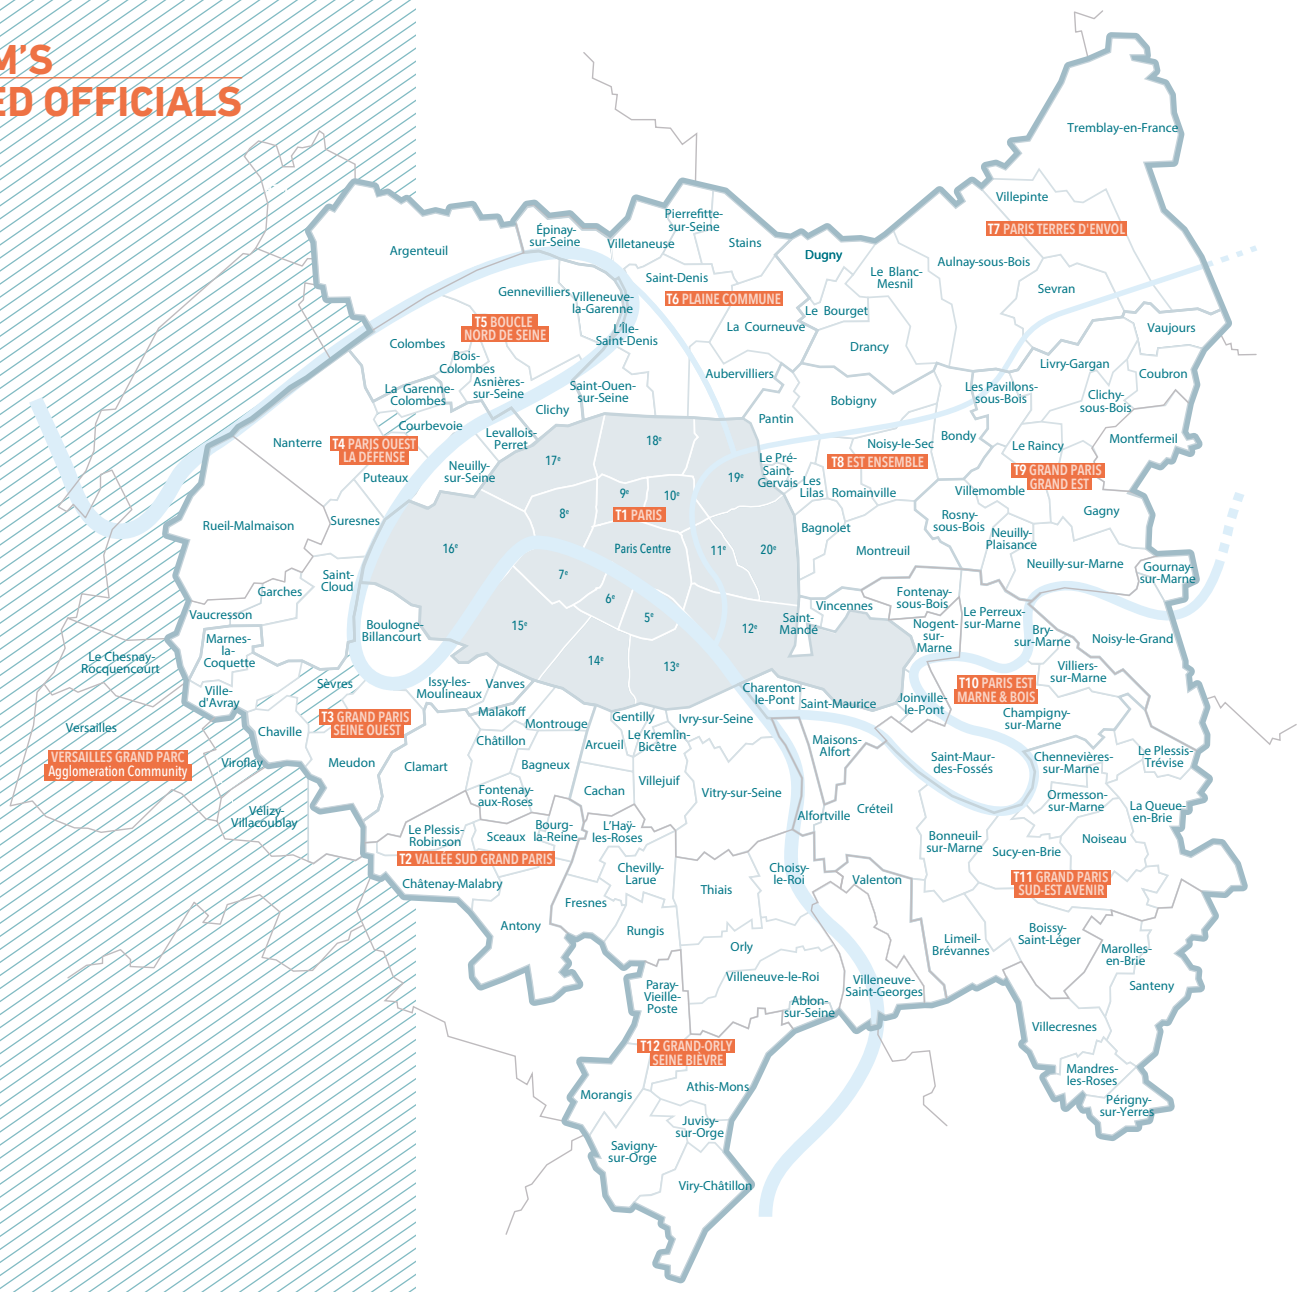 M'S
ED OFFICIALS
Tremblay-en-France
Villepinte
T7 PARIS TERRES D'ENVOL
Pierrefitte-
sur-Seine
Épinay-
sur-Seine
Villetaneuse
Stains
Argenteuil
Dugny
Aulnay-sous-Bois
Le Blanc-
Mesnil
Saint-Denis
Sevran
Gennevilliers
Villeneuve-
la-Garenne
T6 PLAINE COMMUNE
Le Bourget
T5 BOUCLE
NORD DE SEINE
La Courneuve
Vaujours
L'Île-
Saint-Denis
Colombes
Drancy
Bois-
Colombes
Livry-Gargan
Coubron
Aubervilliers
La Garenne-
Colombes
Asnières-
sur-Seine
Saint-Ouen-
sur-Seine
Les Pavillons-
sous-Bois
Clichy-
sous-Bois
Bobigny
Clichy
Pantin
Courbevoie
Levallois-
Perret
Bondy
Montfermeil
Nanterre
T4 PARIS OUEST
LA DÉFENSE
18e
Noisy-le-Sec
Le Raincy
17e
Le Pré-
Saint-
Gervais
T8 EST ENSEMBLE
T9 GRAND PARIS
GRAND EST
Neuilly-
sur-Seine
Puteaux
19e
Les
Lilas
Romainville
Villemomble
9e
10e
Gagny
8e
T1 PARIS
Rueil-Malmaison
Suresnes
Bagnolet
Rosny-
sous-Bois
Neuilly-
Plaisance
16e
Paris Centre
11e
20e
Montreuil
Neuilly-sur-Marne
Gournay-
sur-Marne
7e
Saint-
Cloud
Garches
6e
Vincennes
Fontenay-
sous-Bois
Vaucresson
5e
Saint-
Mandé
Le Perreux-
sur-Marne
Boulogne-
Billancourt
15e
12e
Nogent-
sur-
Marne
Bry-
sur-Marne
Noisy-le-Grand
Marnes-
la-
Coquette
Le Chesnay-
Rocquencourt
14e
13e
Villiers-
sur-Marne
Sèvres
Issy-les-
Moulineaux
Vanves
Charenton-
le-Pont
T10 PARIS EST
MARNE & BOIS
Ville-
d'Avray
Saint-Maurice
Joinville-
le-Pont
T3 GRAND PARIS
SEINE OUEST
Malakoff
Montrouge
Gentilly
Ivry-sur-Seine
Champigny-
sur-Marne
Versailles
Chaville
Châtillon
Arcueil
Le Kremlin-
Bicêtre
Maisons-
Alfort
VERSAILLES GRAND PARC
Agglomeration Community
Viroflay
Meudon
Clamart
Bagneux
Saint-Maur-
des-Fossés
Chennevières-
sur-Marne
Le Plessis-
Trévise
Villejuif
Fontenay-
aux-Roses
Cachan
Vitry-sur-Seine
Ormesson-
sur-Marne
La Queue-
en-Brie
Vélizy-
Villacoublay
Alfortville
Créteil
Le Plessis-
Robinson
Sceaux
Bourg-
la-Reine
L'Haÿ-
les-Roses
Bonneuil-
sur-Marne
Sucy-en-Brie
Noiseau
T2 VALLÉE SUD GRAND PARIS
Chevilly-
Larue
Choisy-
le-Roi
Valenton
T11 GRAND PARIS
SUD-EST AVENIR
Châtenay-Malabry
Thiais
Fresnes
Antony
Rungis
Orly
Limeil-
Brévannes
Boissy-
Saint-Léger
Marolles-
en-Brie
Villeneuve-le-Roi
Villeneuve-
Saint-Georges
Santeny
Paray-
Vieille-
Poste
Ablon-
sur-Seine
Villecresnes
T12 GRAND-ORLY
SEINE BIÈVRE
Mandres-
les-Roses
Morangis
Athis-Mons
Périgny-
sur-Yerres
Juvisy-
sur-Orge
Savigny-
sur-Orge
Viry-Châtillon